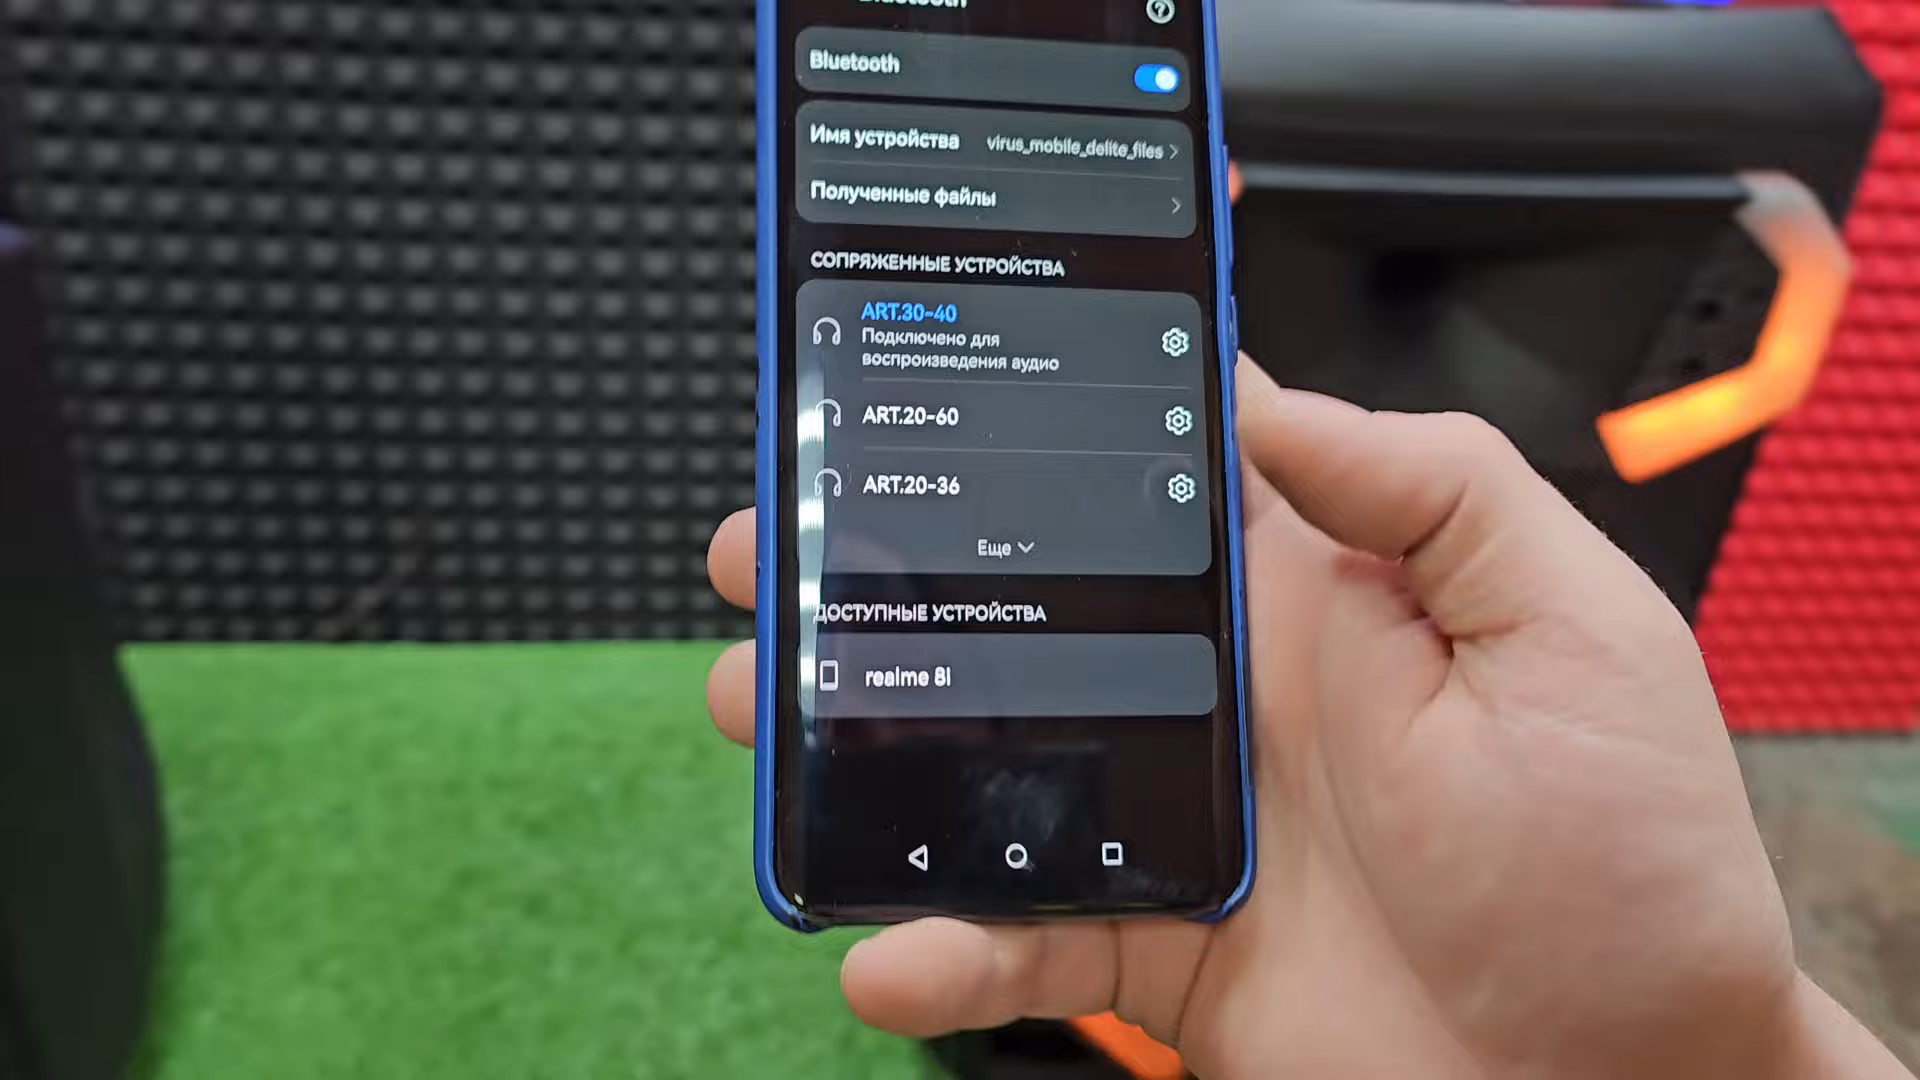 Bluetooth
Bluetooth
Имя устройства virus_mobile_delite_files
Полученные файлы
СОПРЯЖЕННЫЕ УСТРОЙСТВА
ART.30-40
Подключено для
воспроизведения аудио
ART.20-60
ART.20-36
Еще
ДОСТУПНЫЕ УСТРОЙСТВА
realme 8i